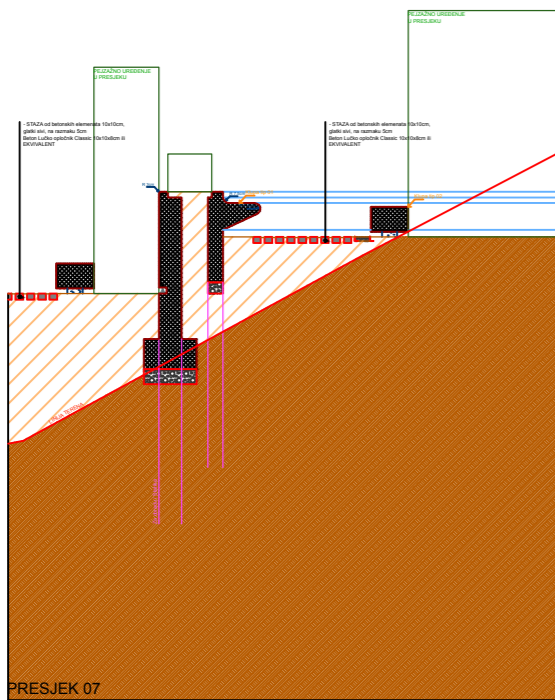 PEJZAŽNO UREĐENJE
U PRESJEKU
PEJZAŽNO UREĐENJE
U PRESJEKU
- STAZA od betonskih elemenata 10x10cm,
glatki sivi, na razmaku 5cm
Beton Lučko opločnik Classic 10x10x8cm ili
EKVIVALENT
- STAZA od betonskih elemenata 10x10cm,
glatki sivi, na razmaku 5cm
Beton Lučko opločnik Classic 10x10x8cm ili
EKVIVALENT
LINIJA TERENA
PRESJEK 07